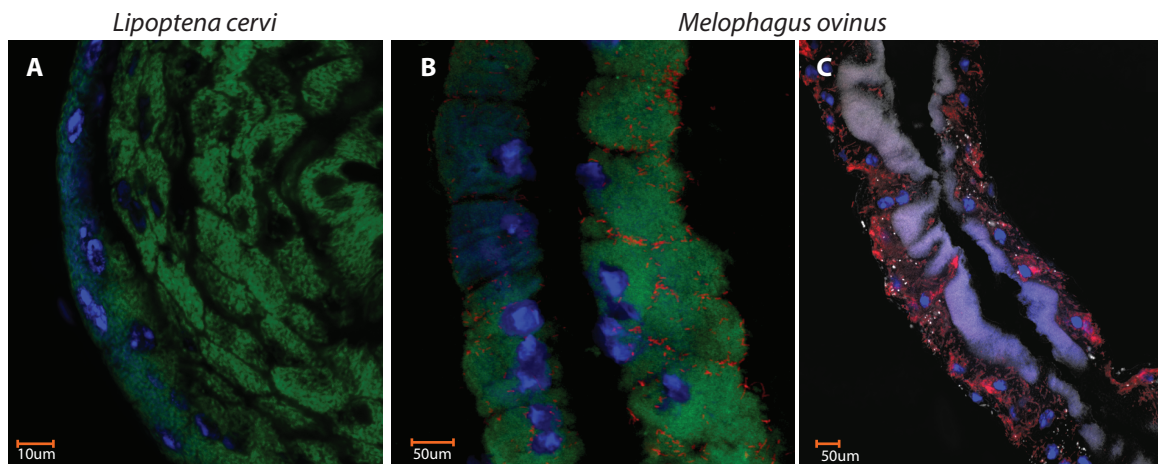 Lipoptena cervi
Melophagus ovinus
A
B
C
10um
50um
50um